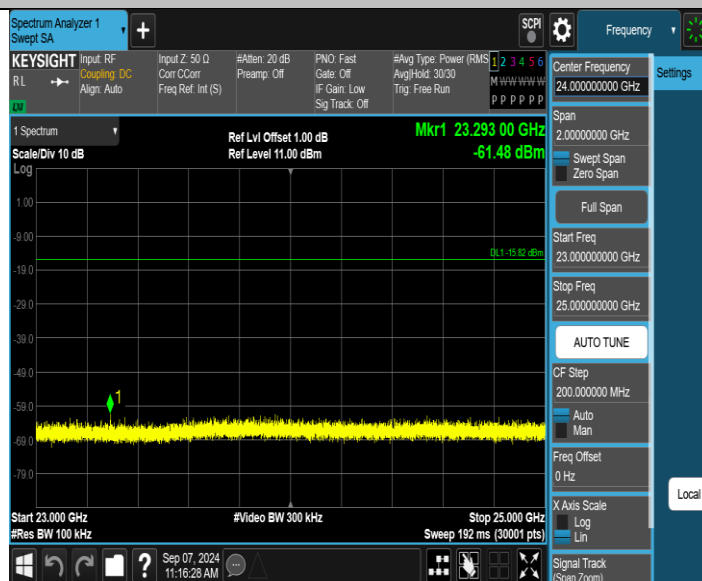 Spectrum Analyzer 1
Swept SA
+
SCPI
Frequency
KEYSIGHT
RL
LXI
Input: RF
Coupling: DC
Align: Auto
Input Z: 50 Ω
Corr CCorr
Freq Ref: Int (S)
#Atten: 20 dB
Preamp: Off
PNO: Fast
Gate: Off
IF Gain: Low
Sig Track: Off
#Avg Type: Power (RMS
Avg|Hold: 30/30
Trig: Free Run
1 2 3 4 5 6
M W W W W W
P P P P P P
1 Spectrum
Scale/Div 10 dB
Ref Lvl Offset 1.00 dB
Ref Level 11.00 dBm
Mkr1 23.293 00 GHz
-61.48 dBm
Log
1.00
-9.00
DL1 -15.82 dBm
-19.0
-29.0
-39.0
-49.0
1
-59.0
-69.0
-79.0
Start 23.000 GHz
#Res BW 100 kHz
#Video BW 300 kHz
Stop 25.000 GHz
Sweep 192 ms (30001 pts)
?
Sep 07, 2024
11:16:28 AM
Center Frequency
24.00000000 GHz
Settings
Span
2.00000000 GHz
Swept Span
Zero Span
Full Span
Start Freq
23.000000000 GHz
Stop Freq
25.000000000 GHz
AUTO TUNE
CF Step
200.000000 MHz
Auto
Man
Freq Offset
0 Hz
X Axis Scale
Log
Lin
Local
Signal Track
(Span Zoom)